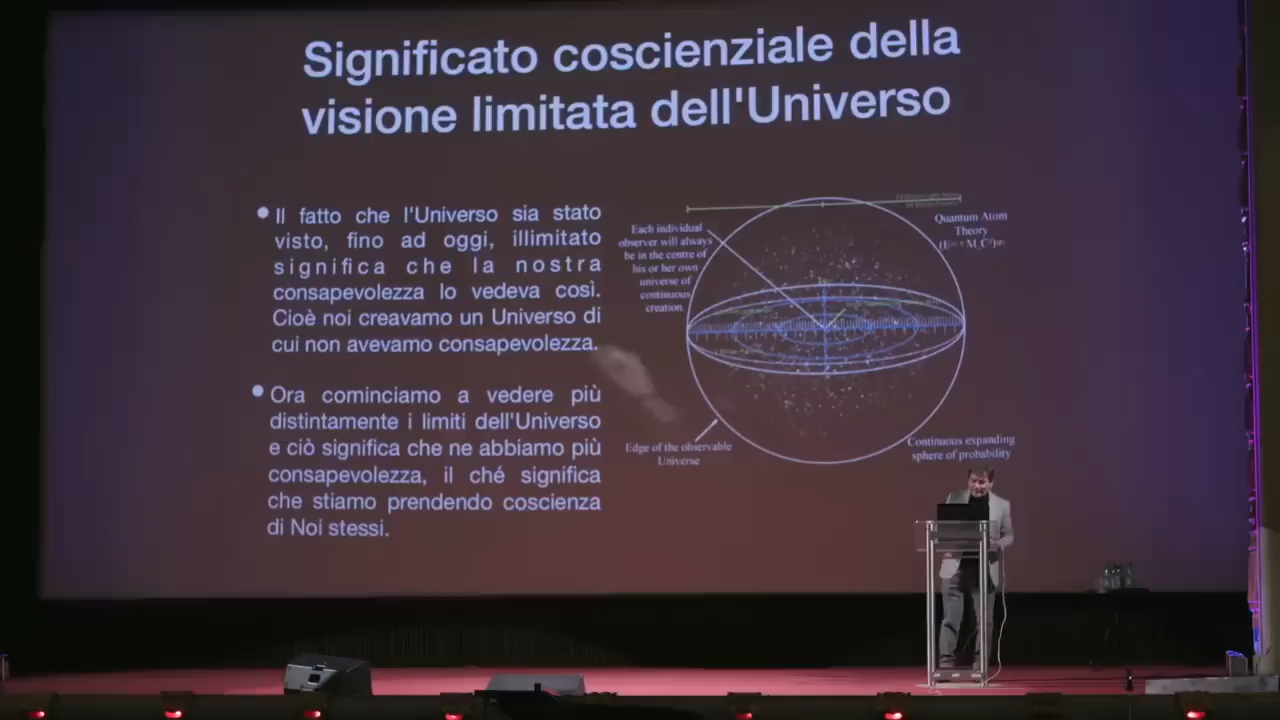 Significato coscienziale della
visione limitata dell'Universo
Il fatto che l'Universo sia stato
visto, fino ad oggi, illimitato
significa che la nostra
consapevolezza lo vedeva così.
Cioè noi creavamo un Universo di
cui non avevamo consapevolezza.
Ora cominciamo a vedere più
distintamente i limiti dell'Universo
e ciò significa che ne abbiamo più
consapevolezza, il ché significa
che stiamo prendendo coscienza
di Noi stessi.
Each individual
observer will always
be in the centre of
his or her own
universe of
continuous
creation.
Quantum Atom
Theory
Edge of the observable
Universe
Continuous expanding
sphere of probability